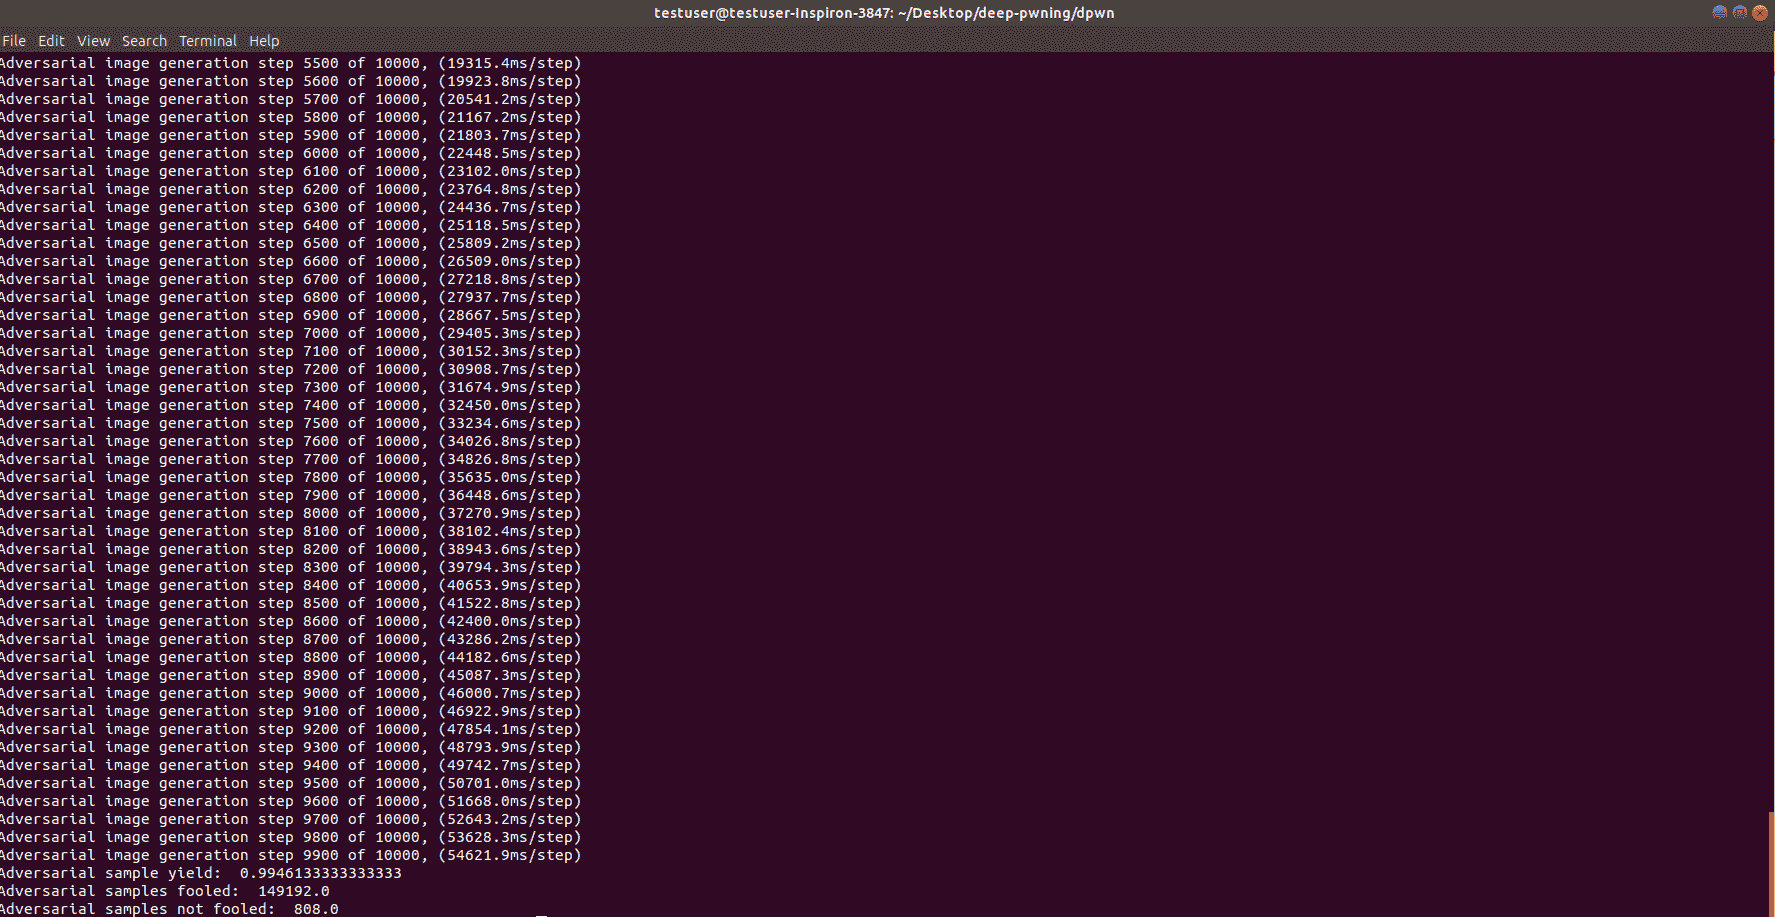 testuser@testuser-Inspiron-3847: ~/Desktop/deep-pwning/dpwn
File Edit View Search Terminal Help
Adversarial image generation step 5500 of 10000, (19315.4ms/step)
Adversarial image generation step 5600 of 10000, (19923.8ms/step)
Adversarial image generation step 5700 of 10000, (20541.2ms/step)
Adversarial image generation step 5800 of 10000, (21167.2ms/step)
Adversarial image generation step 5900 of 10000, (21803.7ms/step)
Adversarial image generation step 6000 of 10000, (22448.5ms/step)
Adversarial image generation step 6100 of 10000, (23102.0ms/step)
Adversarial image generation step 6200 of 10000, (23764.8ms/step)
Adversarial image generation step 6300 of 10000, (24436.7ms/step)
Adversarial image generation step 6400 of 10000, (25118.5ms/step)
Adversarial image generation step 6500 of 10000, (25809.2ms/step)
Adversarial image generation step 6600 of 10000, (26509.0ms/step)
Adversarial image generation step 6700 of 10000, (27218.8ms/step)
Adversarial image generation step 6800 of 10000, (27937.7ms/step)
Adversarial image generation step 6900 of 10000, (28667.5ms/step)
Adversarial image generation step 7000 of 10000, (29405.3ms/step)
Adversarial image generation step 7100 of 10000, (30152.3ms/step)
Adversarial image generation step 7200 of 10000, (30908.7ms/step)
Adversarial image generation step 7300 of 10000, (31674.9ms/step)
Adversarial image generation step 7400 of 10000, (32450.0ms/step)
Adversarial image generation step 7500 of 10000, (33234.6ms/step)
Adversarial image generation step 7600 of 10000, (34026.8ms/step)
Adversarial image generation step 7700 of 10000, (34826.8ms/step)
Adversarial image generation step 7800 of 10000, (35635.0ms/step)
Adversarial image generation step 7900 of 10000, (36448.6ms/step)
Adversarial image generation step 8000 of 10000, (37270.9ms/step)
Adversarial image generation step 8100 of 10000, (38102.4ms/step)
Adversarial image generation step 8200 of 10000, (38943.6ms/step)
Adversarial image generation step 8300 of 10000, (39794.3ms/step)
Adversarial image generation step 8400 of 10000, (40653.9ms/step)
Adversarial image generation step 8500 of 10000, (41522.8ms/step)
Adversarial image generation step 8600 of 10000, (42400.0ms/step)
Adversarial image generation step 8700 of 10000, (43286.2ms/step)
Adversarial image generation step 8800 of 10000, (44182.6ms/step)
Adversarial image generation step 8900 of 10000, (45087.3ms/step)
Adversarial image generation step 9000 of 10000, (46000.7ms/step)
Adversarial image generation step 9100 of 10000, (46922.9ms/step)
Adversarial image generation step 9200 of 10000, (47854.1ms/step)
Adversarial image generation step 9300 of 10000, (48793.9ms/step)
Adversarial image generation step 9400 of 10000, (49742.7ms/step)
Adversarial image generation step 9500 of 10000, (50701.0ms/step)
Adversarial image generation step 9600 of 10000, (51668.0ms/step)
Adversarial image generation step 9700 of 10000, (52643.2ms/step)
Adversarial image generation step 9800 of 10000, (53628.3ms/step)
Adversarial image generation step 9900 of 10000, (54621.9ms/step)
Adversarial sample yield:  0.9946133333333333
Adversarial samples fooled:  149192.0
Adversarial samples not fooled:  808.0